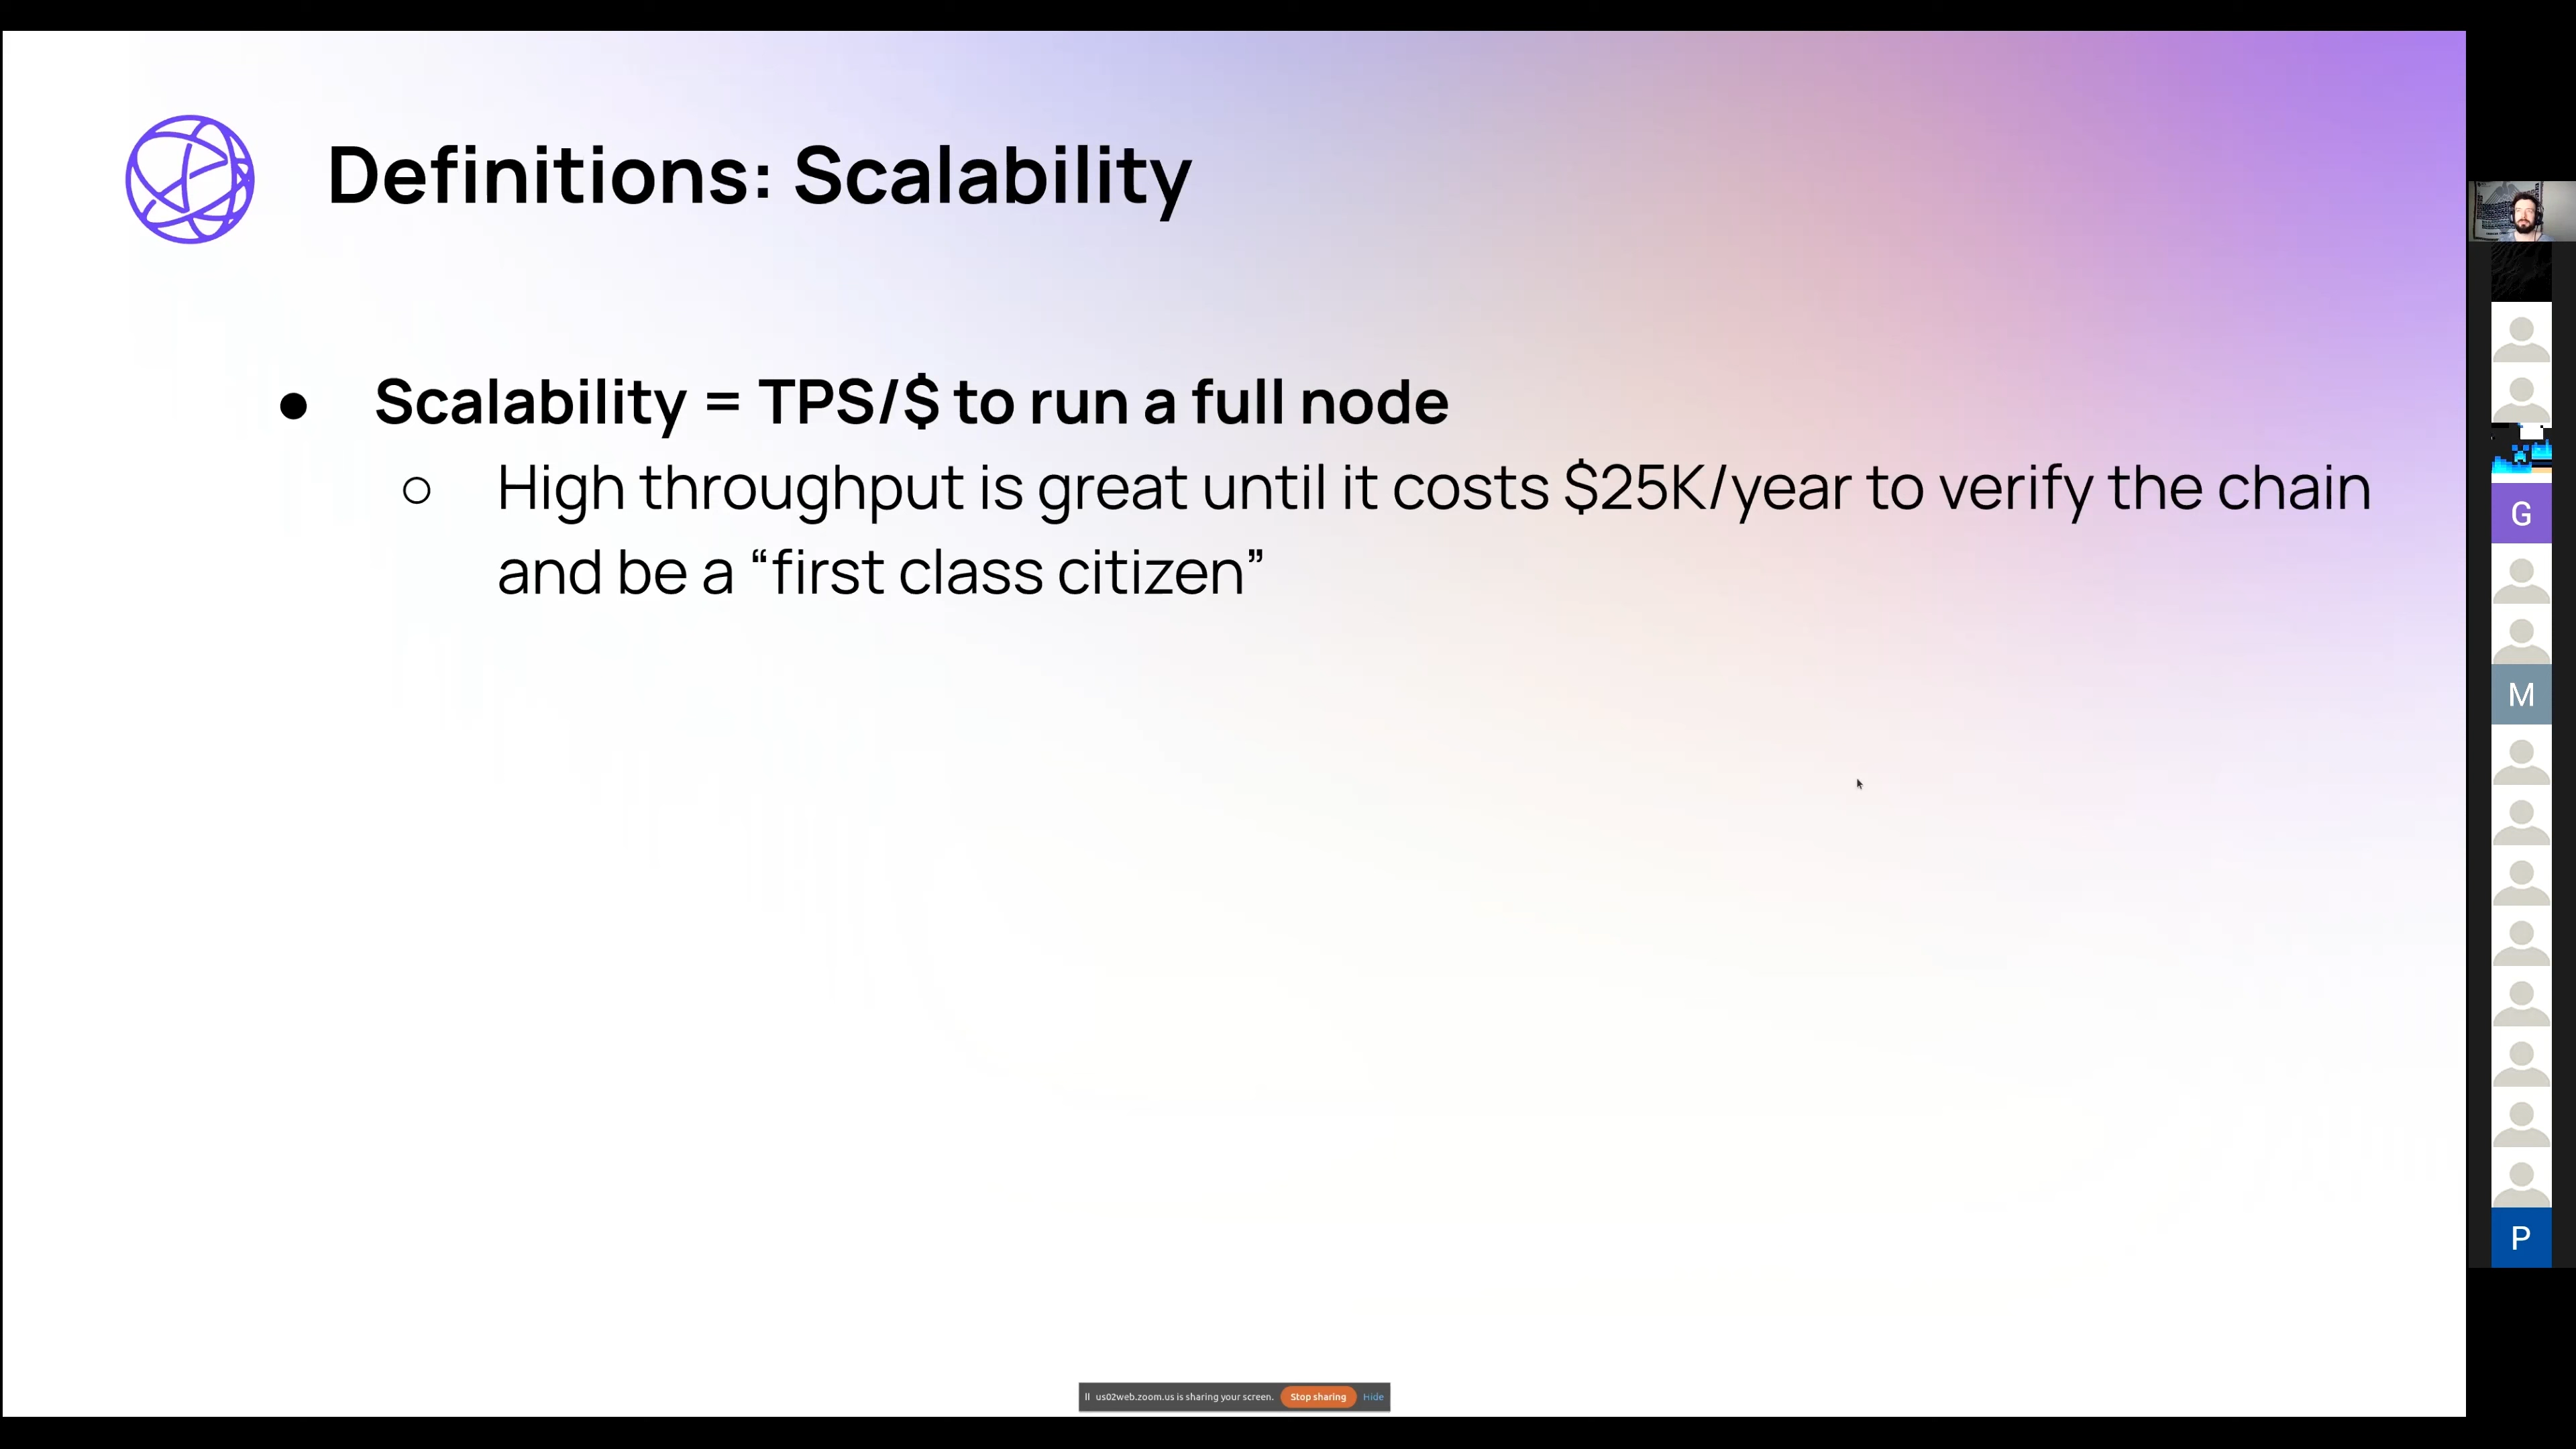 Definitions: Scalability
● Scalability = TPS/$ to run a full node
○ High throughput is great until it costs $25K/year to verify the chain
and be a “first class citizen”
G
M
P
us02web.zoom.us is sharing your screen. Stop sharing Hide